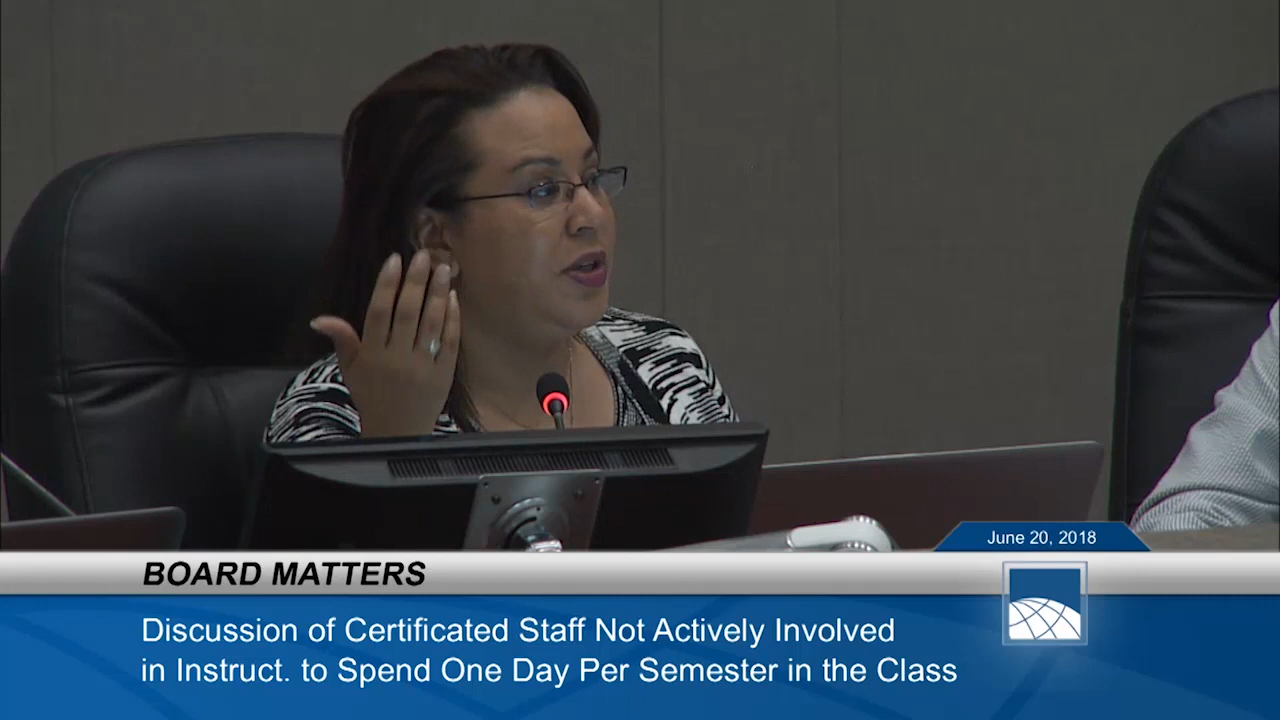 June 20, 2018
BOARD MATTERS
Discussion of Certificated Staff Not Actively Involved
in Instruct. to Spend One Day Per Semester in the Class